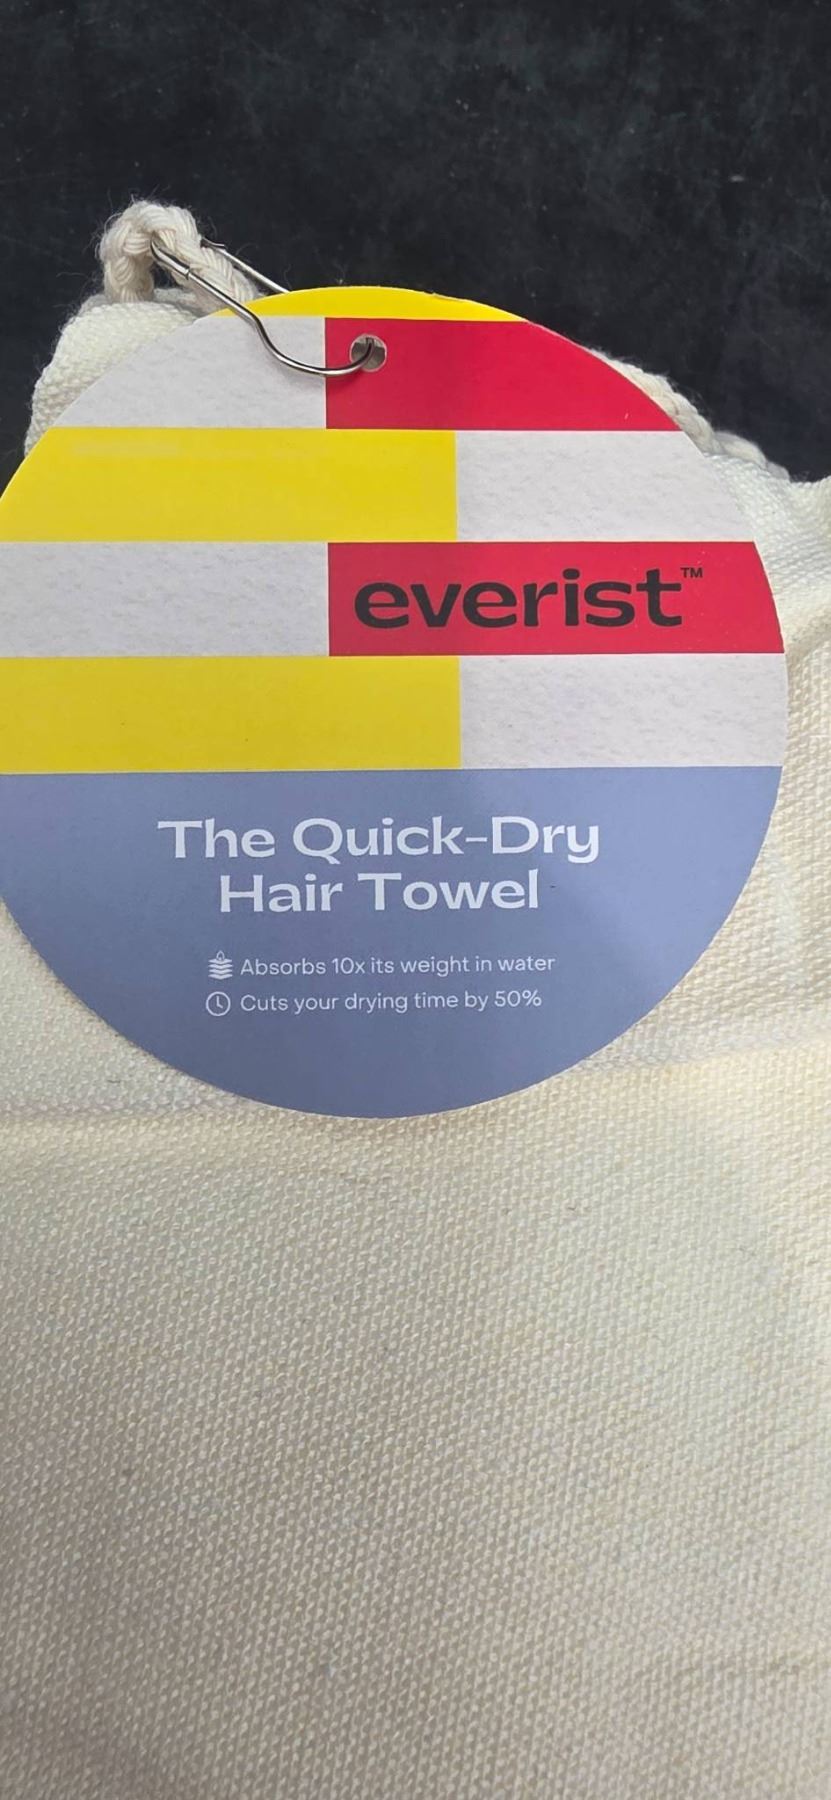 everist™
The Quick-Dry
Hair Towel
Absorbs 10x its weight in water
Cuts your drying time by 50%